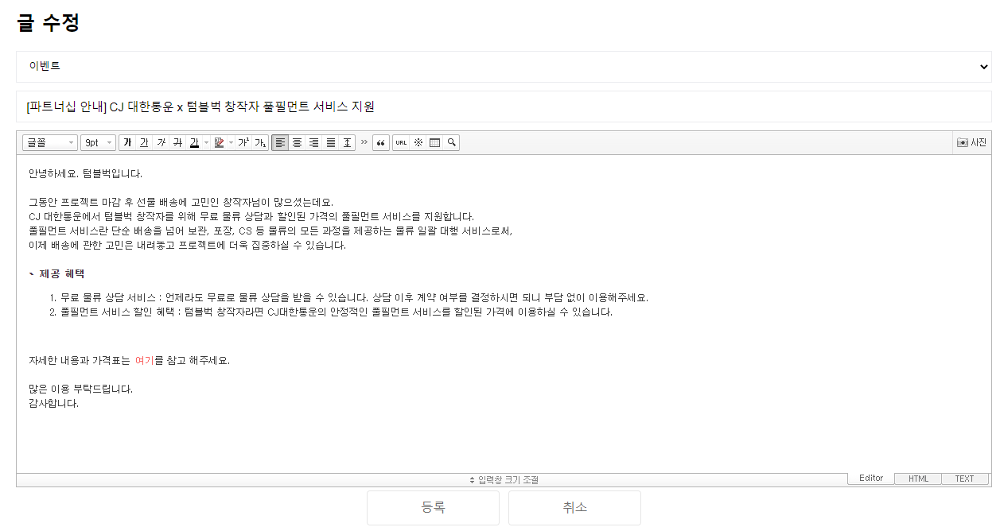 글 수정
이벤트
[파트너십 안내] CJ 대한통운 x 텀블벅 창작자 풀필먼트 서비스 지원
글꼴 9pt 가 가 가 가 가 가¹ 가₁ URL ※ 사진
안녕하세요. 텀블벅입니다.
그동안 프로젝트 마감 후 선물 배송에 고민인 창작자님이 많으셨는데요.
CJ 대한통운에서 텀블벅 창작자를 위해 무료 물류 상담과 할인된 가격의 풀필먼트 서비스를 지원합니다.
풀필먼트 서비스란 단순 배송을 넘어 보관, 포장, CS 등 물류의 모든 과정을 제공하는 물류 일괄 대행 서비스로써,
이제 배송에 관한 고민은 내려놓고 프로젝트에 더욱 집중하실 수 있습니다.
` 제공 혜택
1. 무료 물류 상담 서비스 : 언제라도 무료로 물류 상담을 받을 수 있습니다. 상담 이후 계약 여부를 결정하시면 되니 부담 없이 이용해주세요.
2. 풀필먼트 서비스 할인 혜택 : 텀블벅 창작자라면 CJ대한통운의 안정적인 풀필먼트 서비스를 할인된 가격에 이용하실 수 있습니다.
자세한 내용과 가격표는 여기를 참고 해주세요.
많은 이용 부탁드립니다.
감사합니다.
입력창 크기 조절
Editor HTML TEXT
등록 취소